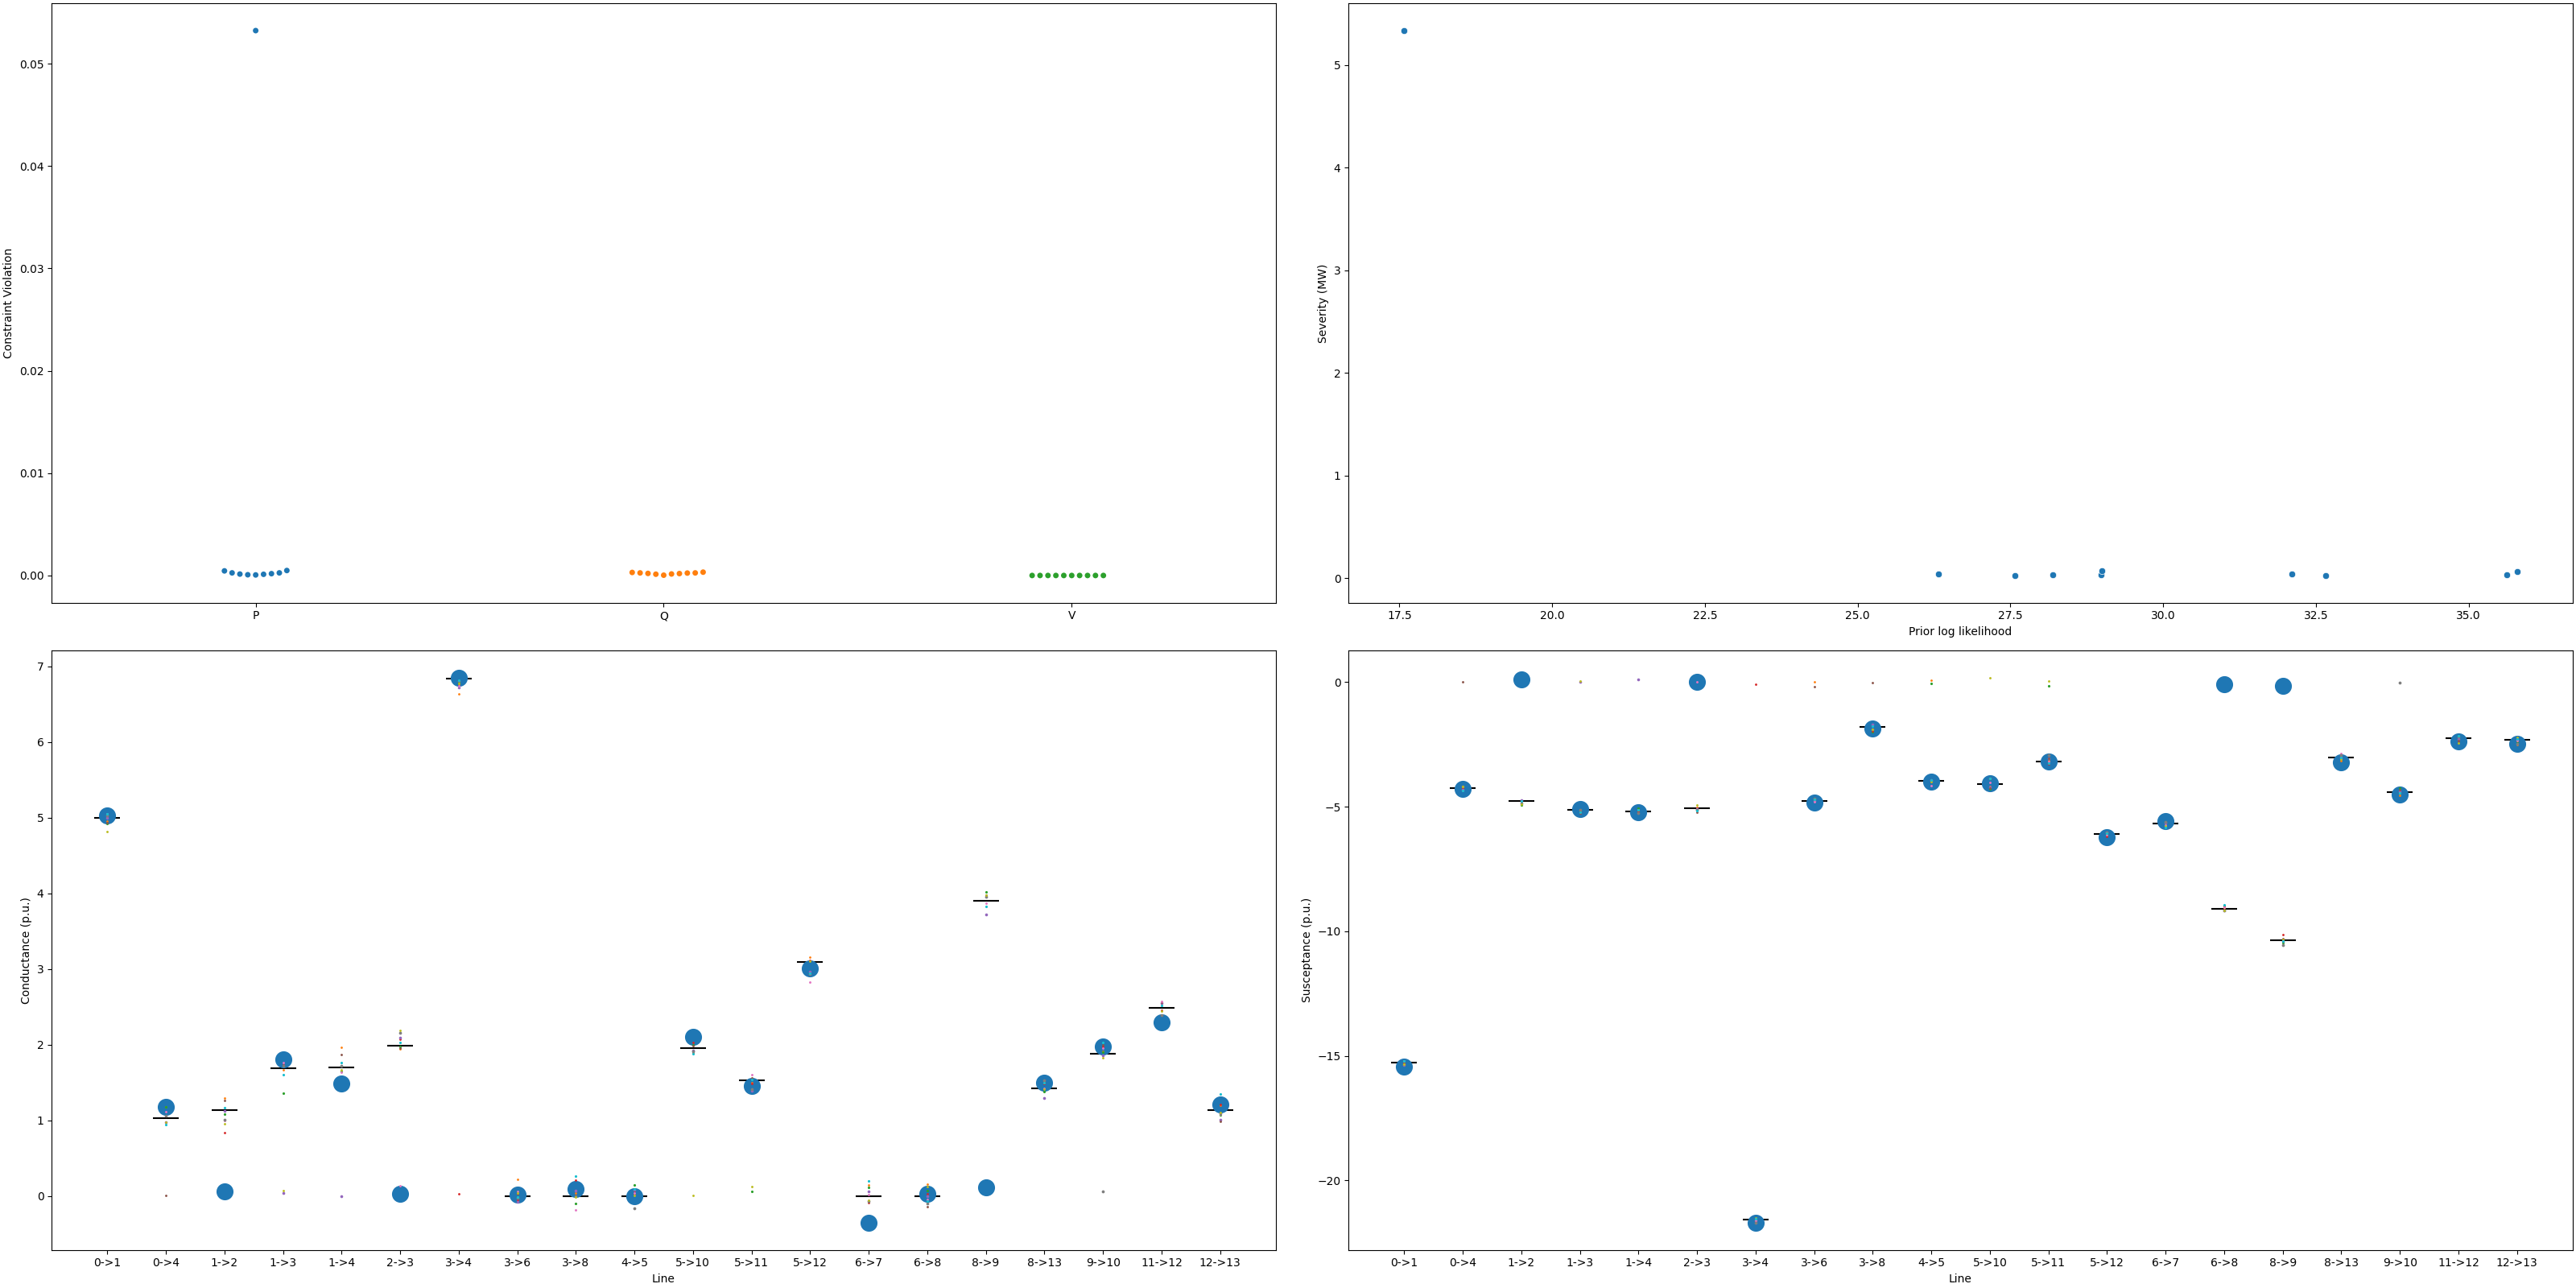 Constraint Violation
0.05
0.04
0.03
0.02
0.01
0.00
P Q V
Severity (MW)
5
4
3
2
1
0
17.5 20.0 22.5 25.0 27.5 30.0 32.5 35.0
Prior log likelihood
Conductance (p.u.)
7
6
5
4
3
2
1
0
0->1 0->4 1->2 1->3 1->4 2->3 3->4 3->6 3->8 4->5 5->10 5->11 5->12 6->7 6->8 8->9 8->13 9->10 11->12 12->13
Line
Susceptance (p.u.)
0
−5
−10
−15
−20
0->1 0->4 1->2 1->3 1->4 2->3 3->4 3->6 3->8 4->5 5->10 5->11 5->12 6->7 6->8 8->9 8->13 9->10 11->12 12->13
Line